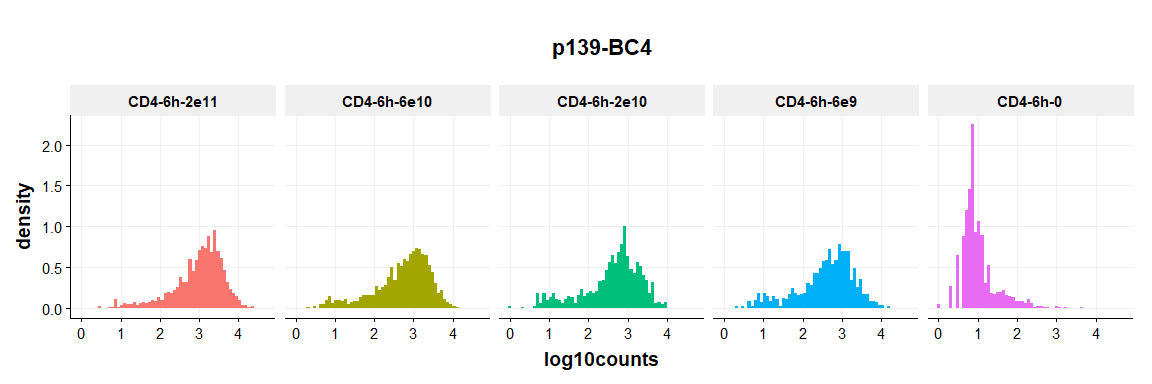 p139-BC4
CD4-6h-2e11 CD4-6h-6e10 CD4-6h-2e10 CD4-6h-6e9 CD4-6h-0
density
2.0
1.5
1.0
0.5
0.0
0 1 2 3 4 0 1 2 3 4 0 1 2 3 4 0 1 2 3 4 0 1 2 3 4
log10counts